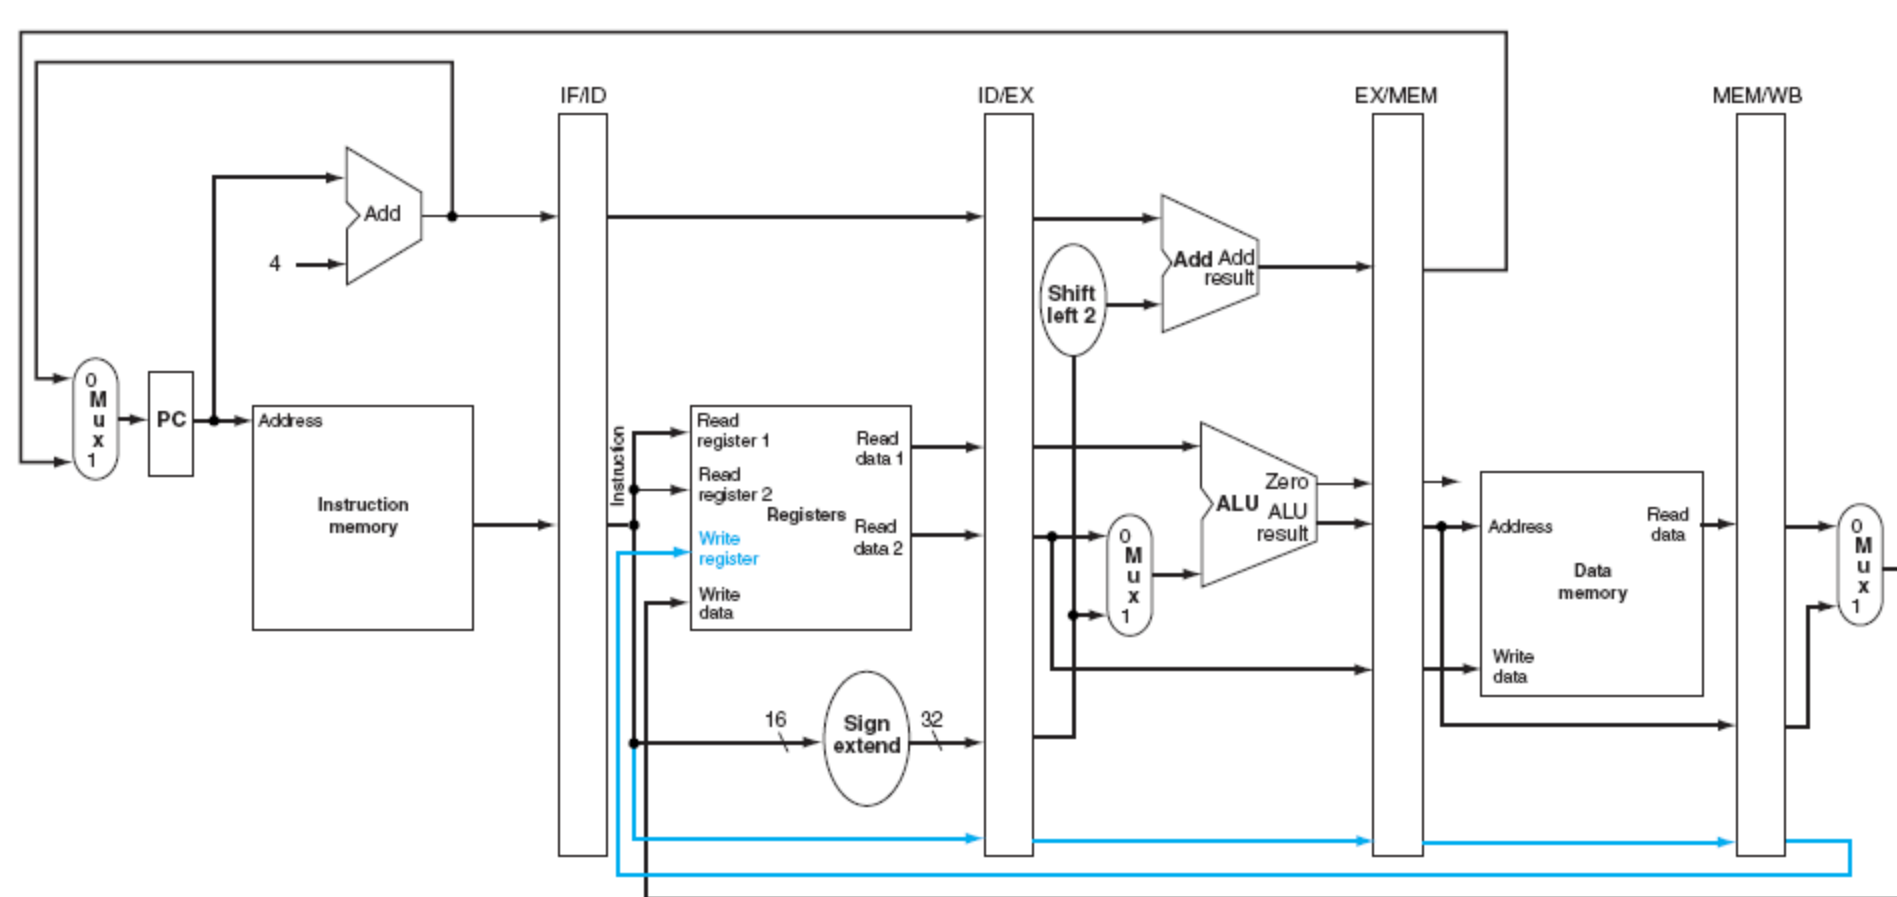 IF/ID
ID/EX
EX/MEM
MEM/WB
Add
4
Add Add
result
Shift
left 2
0
M
u
x
1
PC
Address
Instruction
memory
Instruction
Read
register 1
Read
register 2
Write
register
Write
data
Registers
Read
data 1
Read
data 2
16
Sign
extend
32
0
M
u
x
1
Zero
ALU ALU
result
Address
Read
data
Data
memory
Write
data
0
M
u
x
1